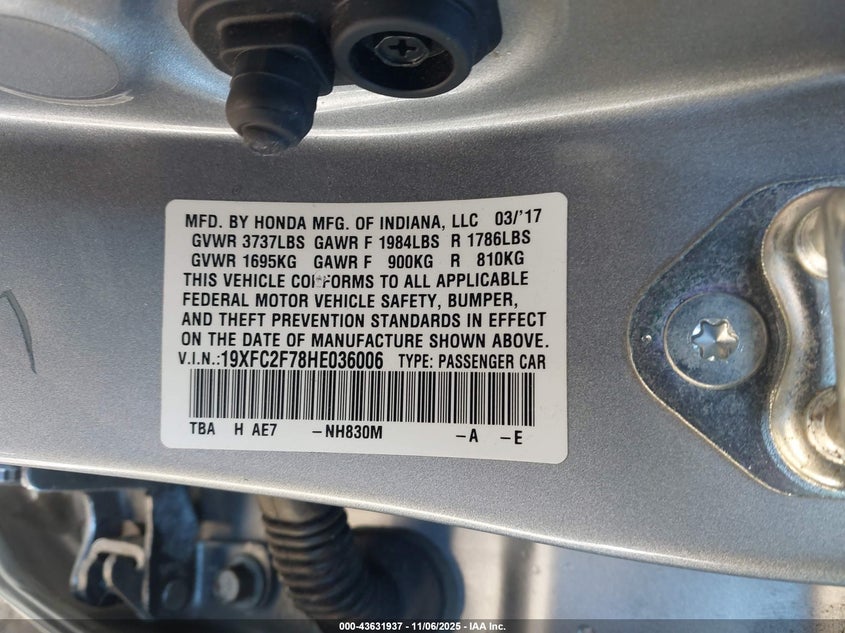 MFD. BY HONDA MFG. OF INDIANA, LLC 03/'17
GVWR 3737LBS GAWR F 1984LBS R 1786LBS
GVWR 1695KG GAWR F 900KG R 810KG
THIS VEHICLE CONFORMS TO ALL APPLICABLE
FEDERAL MOTOR VEHICLE SAFETY, BUMPER,
AND THEFT PREVENTION STANDARDS IN EFFECT
ON THE DATE OF MANUFACTURE SHOWN ABOVE.
V.I.N.:19XFC2F78HE036006 TYPE: PASSENGER CAR
TBA H AE7 -NH830M -A -E
000-43631937 - 11/06/2025 - IAA Inc.